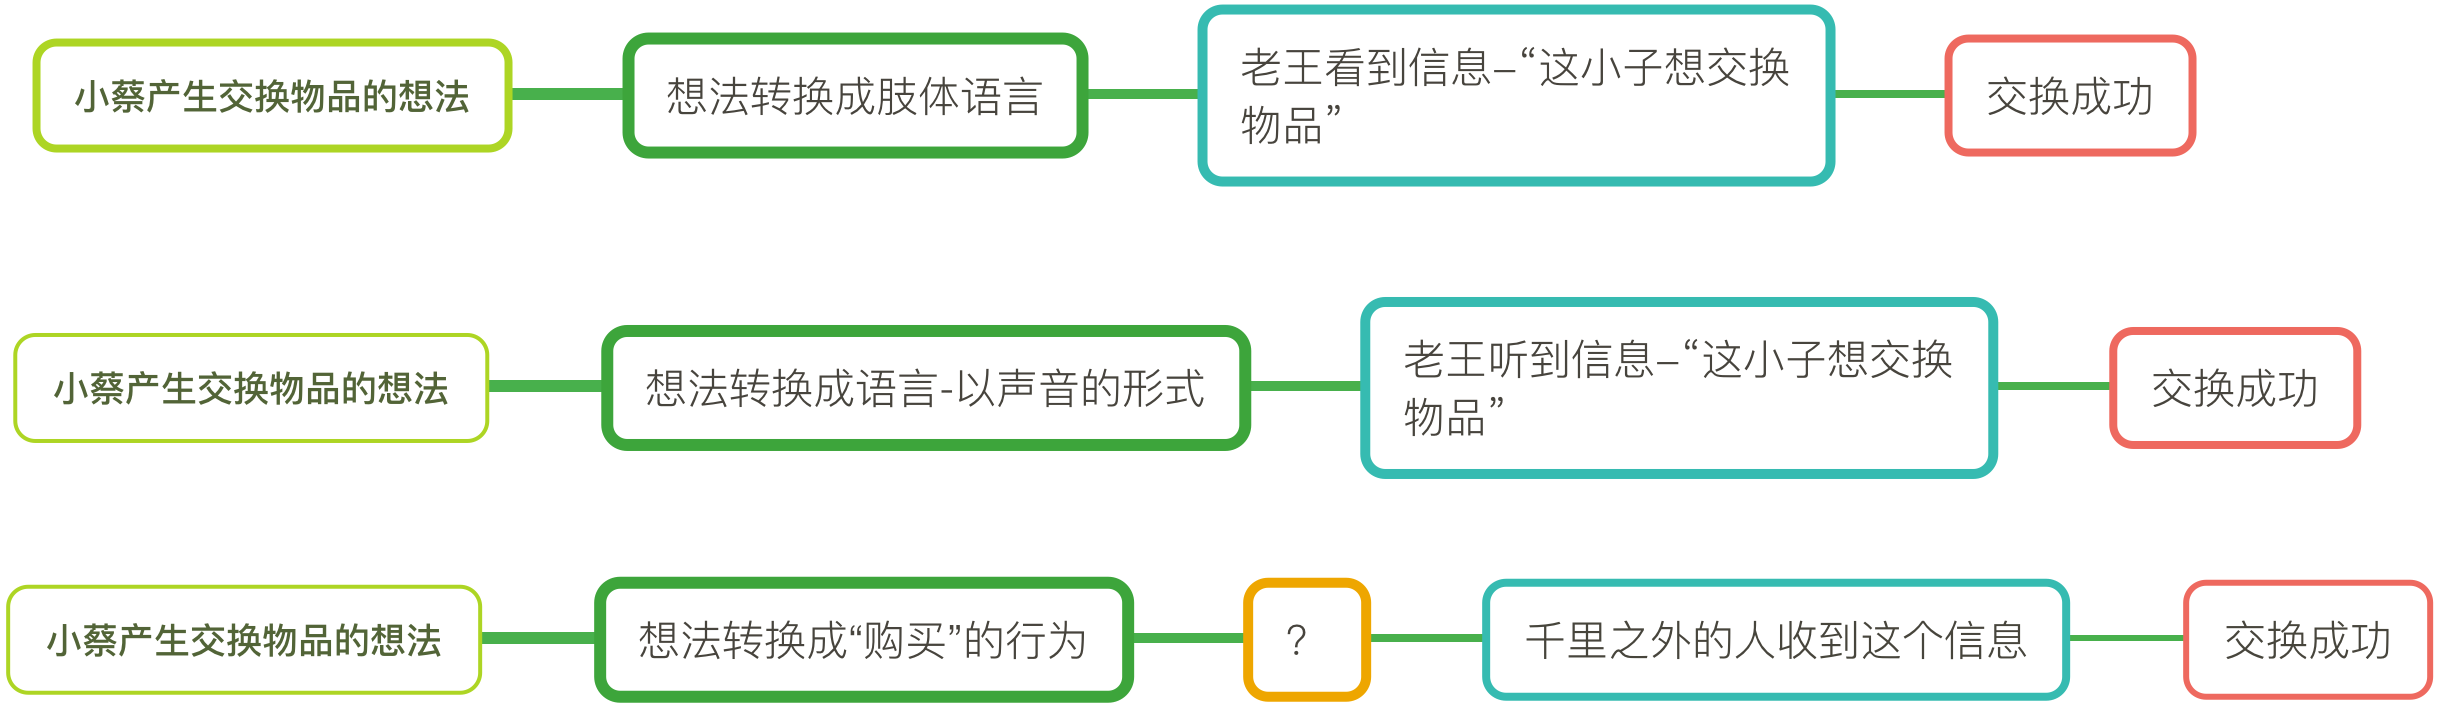 小蔡产生交换物品的想法
想法转换成肢体语言
老王看到信息–“这小子想交换
物品”
交换成功
小蔡产生交换物品的想法
想法转换成语言-以声音的形式
老王听到信息–“这小子想交换
物品”
交换成功
小蔡产生交换物品的想法
想法转换成“购买”的行为
?
千里之外的人收到这个信息
交换成功